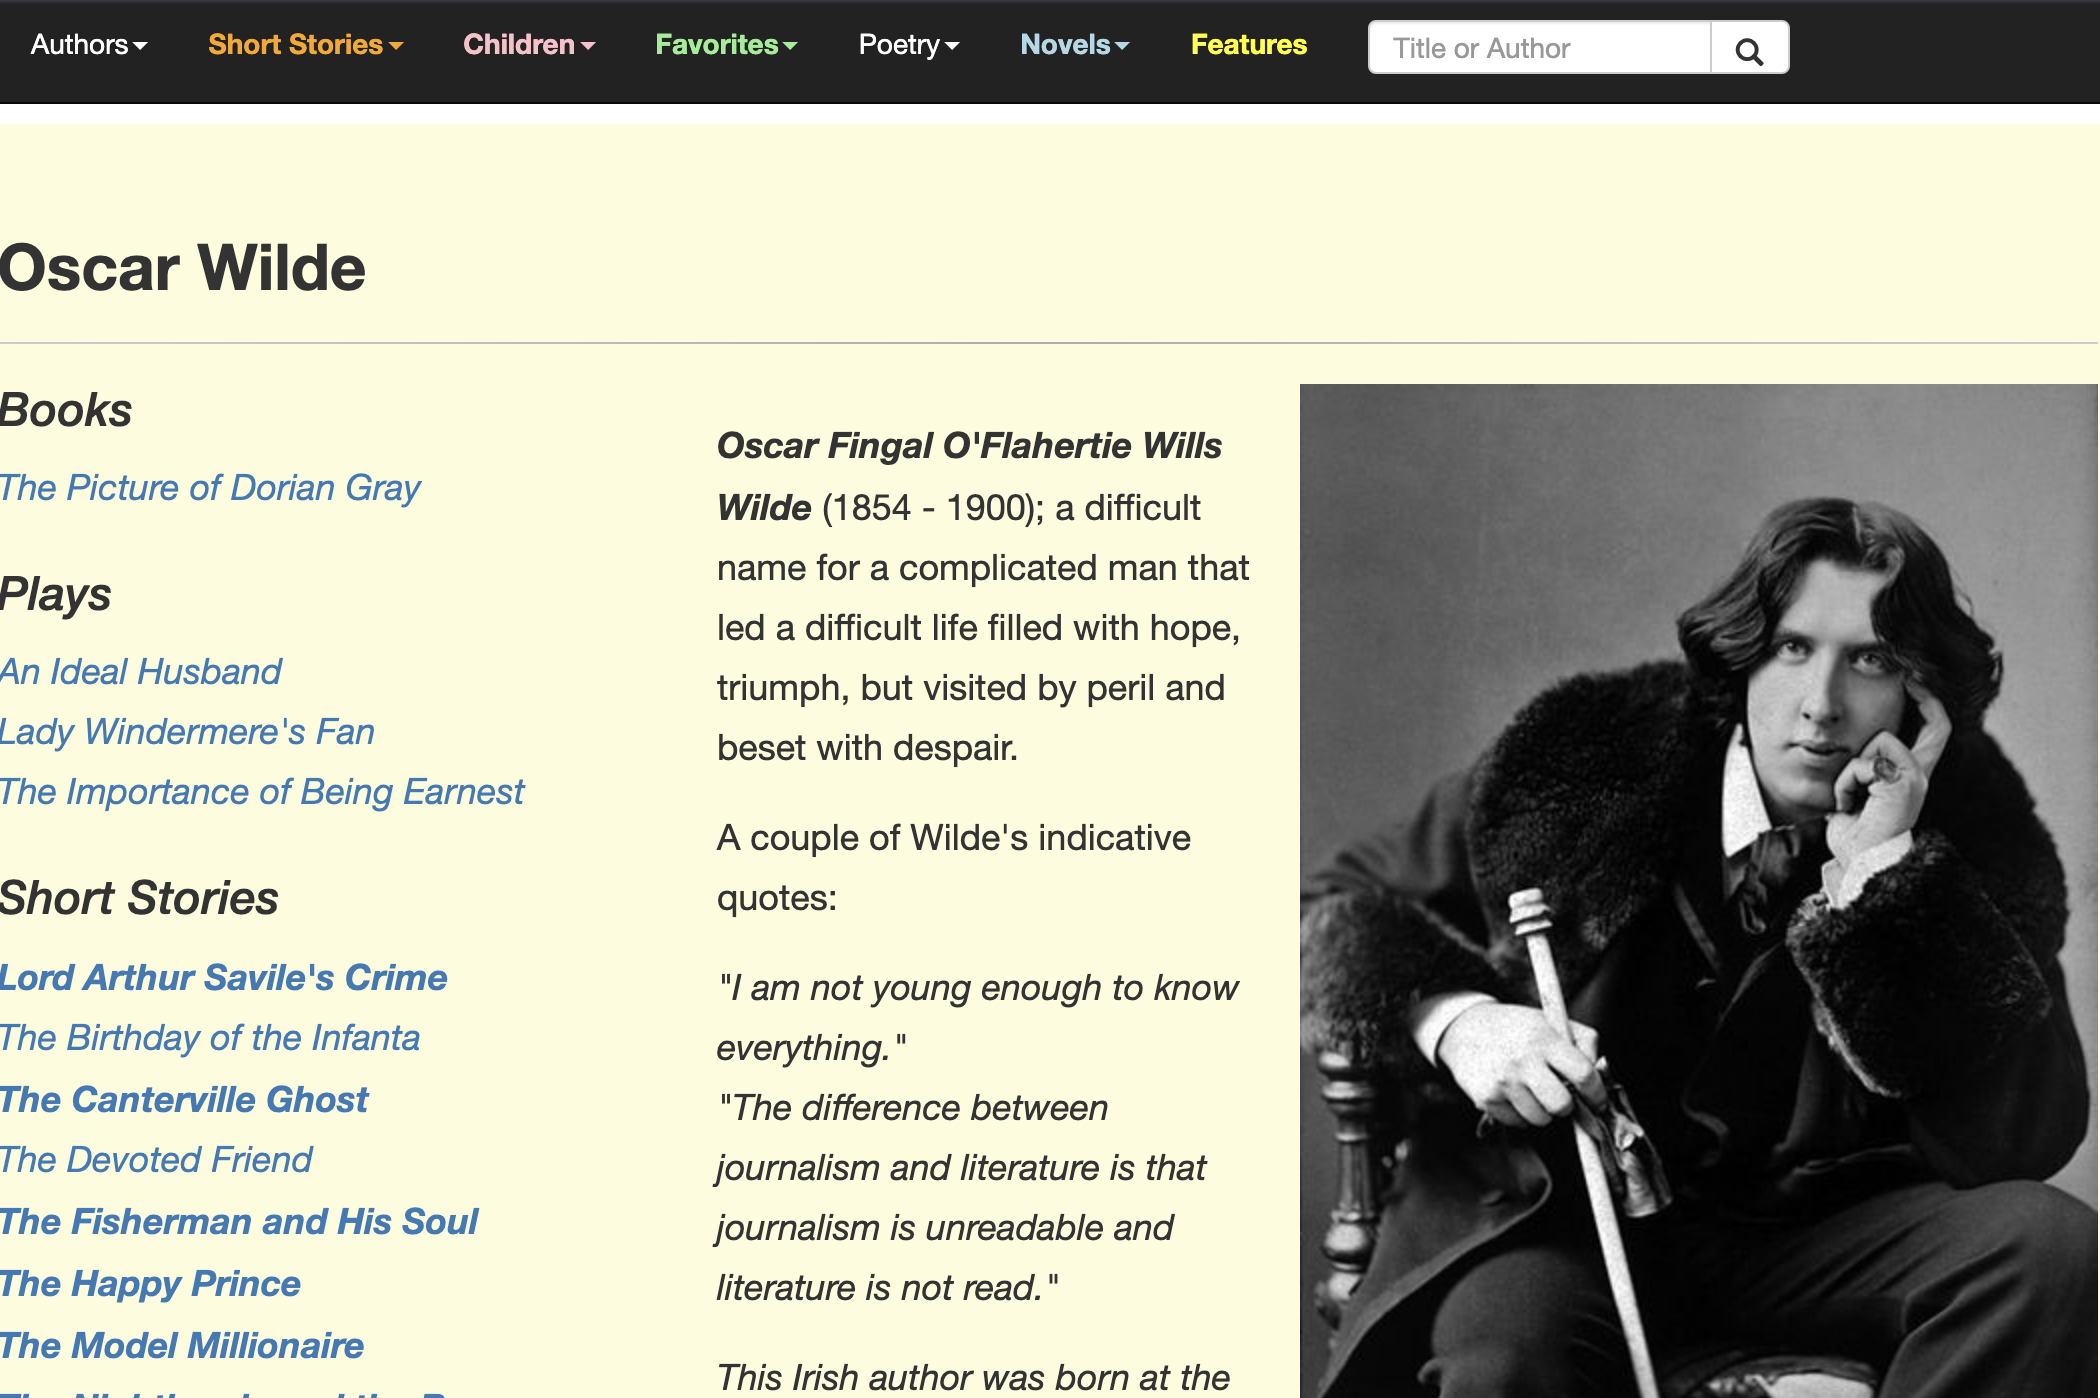 Authors Short Stories Children Favorites Poetry Novels Features Title or Author
Oscar Wilde
Books
The Picture of Dorian Gray
Plays
An Ideal Husband
Lady Windermere's Fan
The Importance of Being Earnest
Short Stories
Lord Arthur Savile's Crime
The Birthday of the Infanta
The Canterville Ghost
The Devoted Friend
The Fisherman and His Soul
The Happy Prince
The Model Millionaire
Oscar Fingal O'Flahertie Wills
Wilde (1854 - 1900); a difficult
name for a complicated man that
led a difficult life filled with hope,
triumph, but visited by peril and
beset with despair.
A couple of Wilde's indicative
quotes:
"I am not young enough to know
everything."
"The difference between
journalism and literature is that
journalism is unreadable and
literature is not read."
This Irish author was born at the